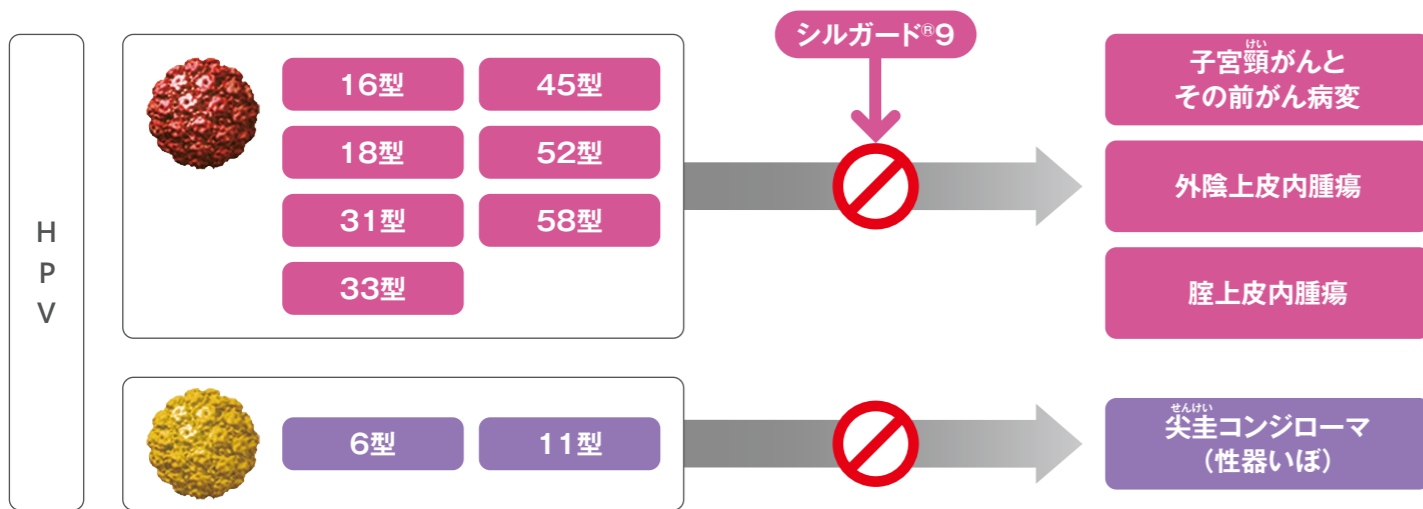 シルガード®9
H
P
V
16型
45型
18型
52型
31型
58型
33型
子宮頸がんと
けい
その前がん病変
外陰上皮内腫瘍
腟上皮内腫瘍
6型
11型
せんけい
尖圭コンジローマ
（性器いぼ）